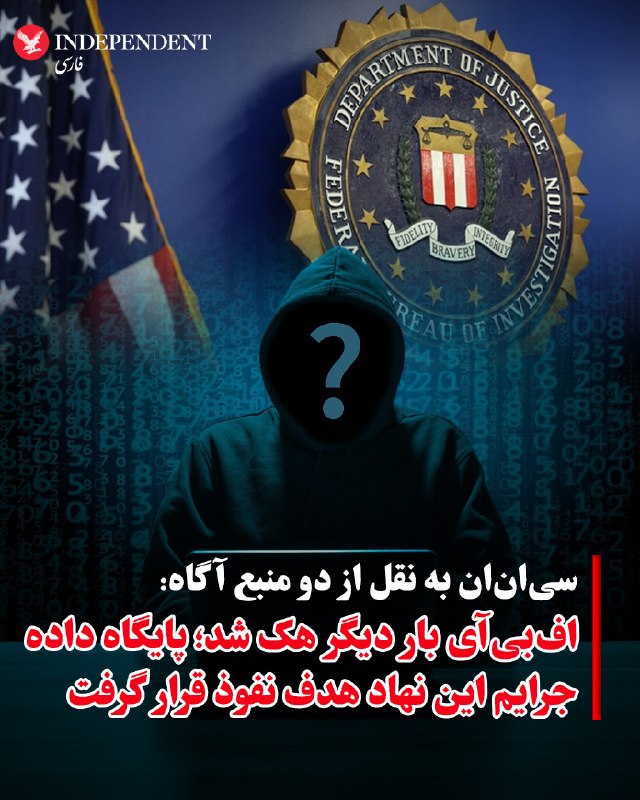 INDEPENDENT
فارسی
DEPARTMENT OF JUSTICE
FEDERAL BUREAU OF INVESTIGATION
FIDELITY BRAVERY INTEGRITY
?
سی‌ان‌ان به نقل از دو منبع آگاه:
اف‌بی‌آی بار دیگر هک شد؛ پایگاه داده
جرایم این نهاد هدف نفوذ قرار گرفت